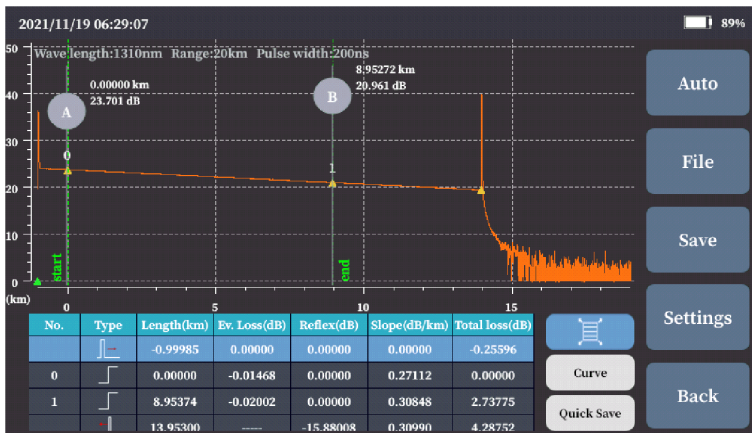 2021/11/19 06:29:07
89%
Wave length:1310nm Range:20km Pulse width:200ns
50
40
30
20
10
0
(km)
0
5
10
15
A
0.00000 km
23.701 dB
B
8.95272 km
20.961 dB
0
1
start
end
No. Type Length(km) Ev. Loss(dB) Reflex(dB) Slope(dB/km) Total loss(dB)
-0.99985 0.00000 0.00000 0.00000 -0.25596
0 0.00000 -0.01468 0.00000 0.27112 0.00000
1 8.95374 -0.02002 0.00000 0.30848 2.73775
13.95300 ----- -15.88008 0.30990 4.28752
Curve
Quick Save
Auto
File
Save
Settings
Back